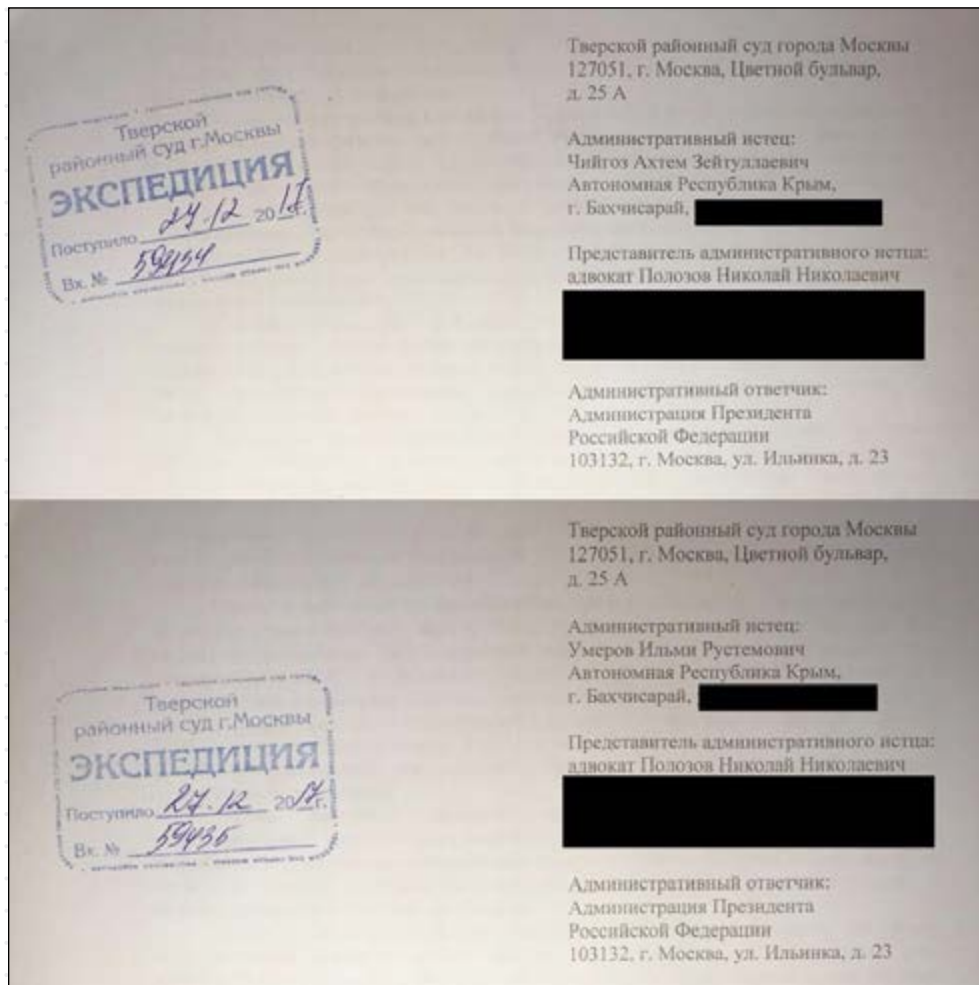 Тверской районный суд города Москвы
127051, г. Москва, Цветной бульвар,
д. 25 А
Административный истец:
Чийгоз Ахтем Зейтуллаевич
Автономная Республика Крым,
г. Бахчисарай,
Представитель административного истца:
адвокат Полозов Николай Николаевич
Административный ответчик:
Администрация Президента
Российской Федерации
103132, г. Москва, ул. Ильинка, д. 23
Тверской
районный суд г.Москвы
ЭКСПЕДИЦИЯ
Поступило 27.12 2017
Вх. № 59434
Тверской районный суд города Москвы
127051, г. Москва, Цветной бульвар,
д. 25 А
Административный истец:
Умеров Ильми Рустемович
Автономная Республика Крым,
г. Бахчисарай,
Представитель административного истца:
адвокат Полозов Николай Николаевич
Административный ответчик:
Администрация Президента
Российской Федерации
103132, г. Москва, ул. Ильинка, д. 23
Тверской
районный суд г.Москвы
ЭКСПЕДИЦИЯ
Поступило 27.12 2017г.
Вх. № 59435